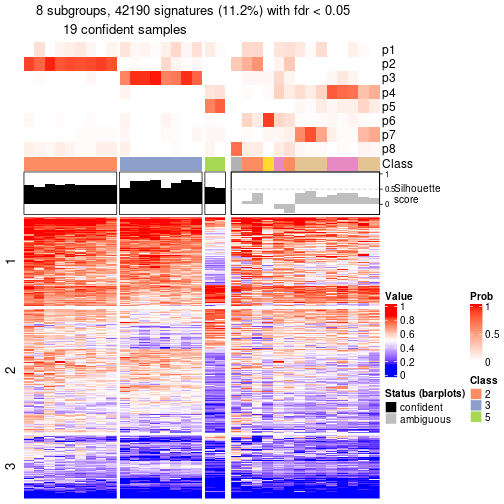 8 subgroups, 42190 signatures (11.2%) with fdr < 0.05
19 confident samples
p1
p2
p3
p4
p5
p6
p7
p8
Class
1
0.5
0
Silhouette
score
1
2
3
Value
0.8
0.6
0.4
0.2
0
Prob
1
0.5
0
Status (barplots)
confident
ambiguous
Class
2
3
5